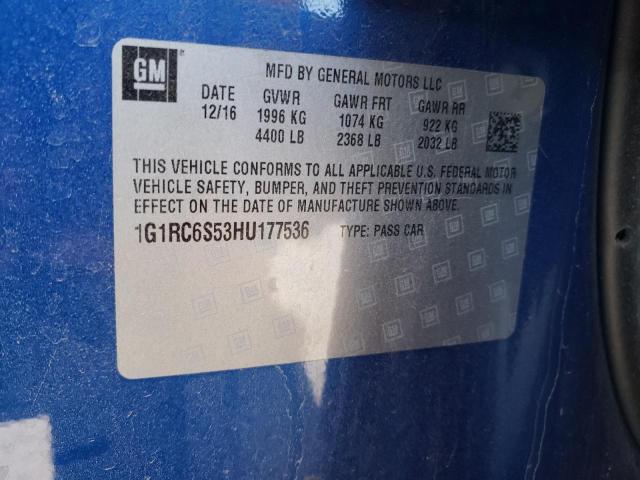 GM
MFD BY GENERAL MOTORS LLC
DATE GVWR GAWR FRT GAWR RR
12/16 1996 KG 1074 KG 922 KG
4400 LB 2368 LB 2032 LB
THIS VEHICLE CONFORMS TO ALL APPLICABLE U.S. FEDERAL MOTOR
VEHICLE SAFETY, BUMPER, AND THEFT PREVENTION STANDARDS IN
EFFECT ON THE DATE OF MANUFACTURE SHOWN ABOVE.
1G1RC6S53HU177536 TYPE: PASS CAR